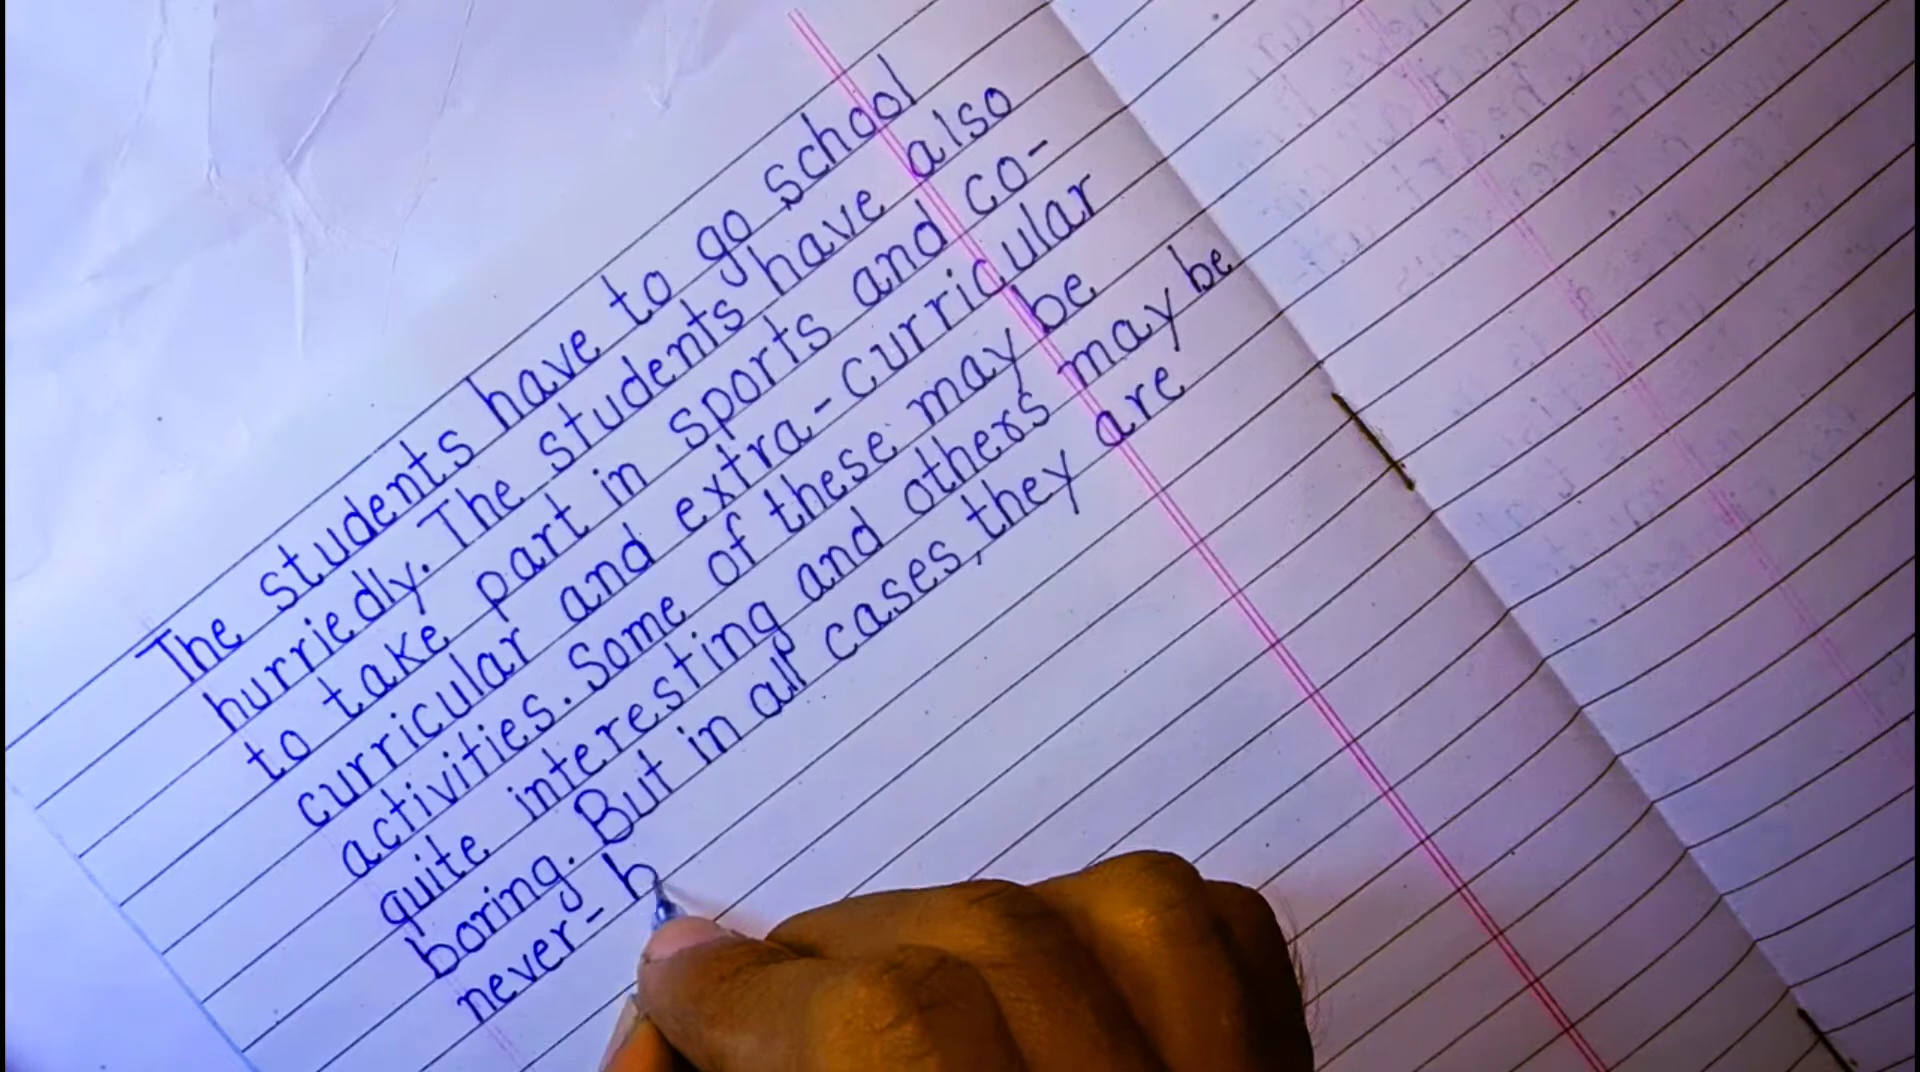 The students have to go school
hurriedly. The students have also
to take part in sports and co-
curricular and extra-curricular
activities. Some of these may be
quite interesting and others may be
boring. But in all cases, they are
never- b